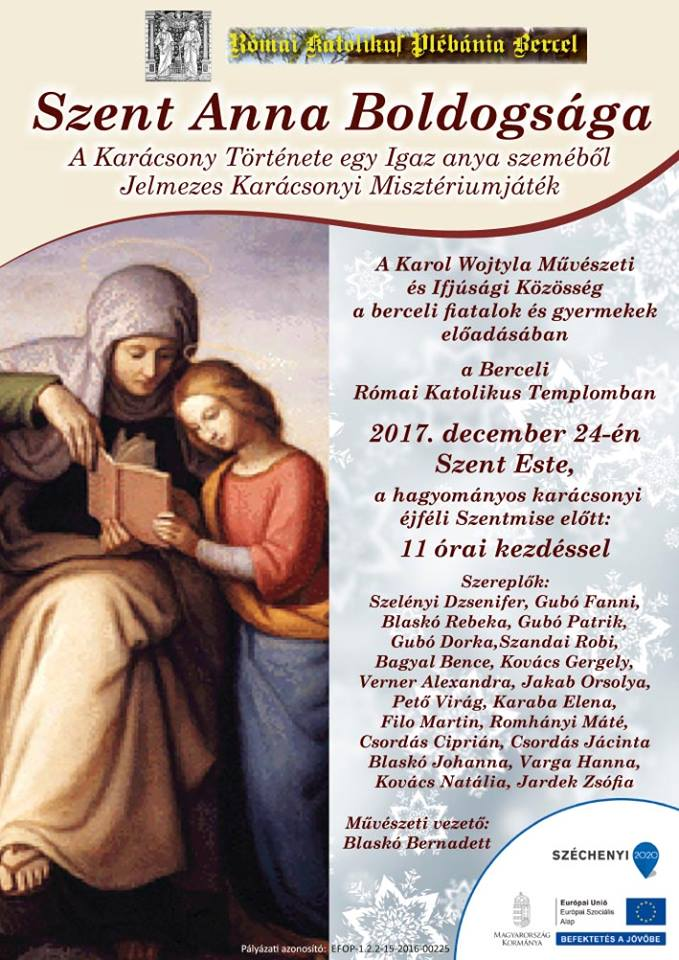 Római Katolikus Plébánia Bercel
Szent Anna Boldogsága
A Karácsony Története egy Igaz anya szeméből
Jelmezes Karácsonyi Misztériumjáték
A Karol Wojtyla Művészeti
és Ifjúsági Közösség
a berceli fiatalok és gyermekek
előadásában
a Berceli
Római Katolikus Templomban
2017. december 24-én
Szent Este,
a hagyományos karácsonyi
éjféli Szentmise előtt:
11 órai kezdéssel
Szereplők:
Szelényi Dzsenifer, Gubó Fanni,
Blaskó Rebeka, Gubó Patrik,
Gubó Dorka,Szandai Robi,
Bagyal Bence, Kovács Gergely,
Verner Alexandra, Jakab Orsolya,
Pető Virág, Karaba Elena,
Filo Martin, Romhányi Máté,
Csordás Ciprián, Csordás Jácinta
Blaskó Johanna, Varga Hanna,
Kovács Natália, Jardek Zsófia
Művészeti vezető:
Blaskó Bernadett
SZÉCHENYI 2020
MAGYARORSZÁG
KORMÁNYA
Európai Unió
Európai Szociális
Alap
BEFEKTETÉS A JÖVŐBE
Pályázati azonosító: EFOP-1.2.2-15-2016-00225